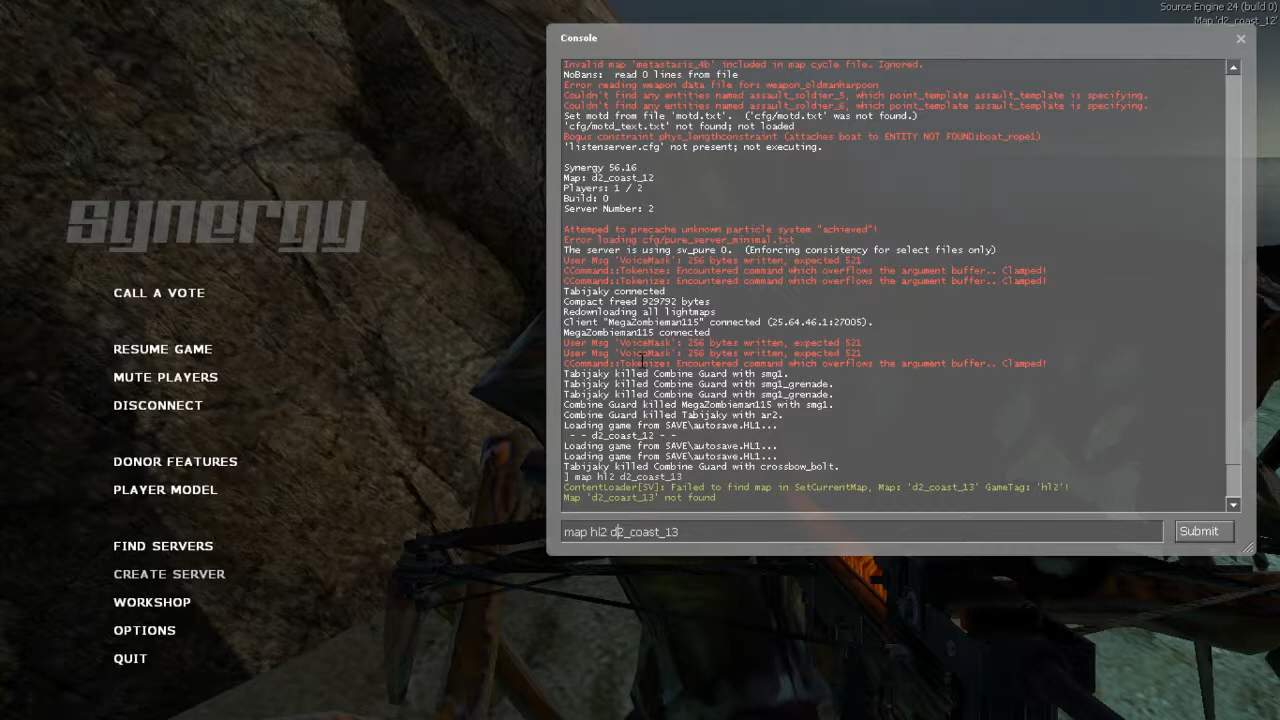 Source Engine 24 (build 0)
Map 'd2_coast_12'
Console
Invalid map 'metastasis_4b' included in map cycle file. Ignored.
NoBans:  read 0 lines from file
Error reading weapon data file for: weapon_oldmanharpoon
Couldn't find any entities named assault_soldier_5, which point_template assault_template is specifying.
Couldn't find any entities named assault_soldier_6, which point_template assault_template is specifying.
Set motd from file 'motd.txt'.  ('cfg/motd.txt' was not found.)
'cfg/motd_text.txt' not found; not loaded
Bogus constraint phys_lengthconstraint (attaches boat to ENTITY NOT FOUND:boat_rope1)
'listenserver.cfg' not present; not executing.
Synergy 56.16
Map: d2_coast_12
Players: 1 / 2
Build: 0
Server Number: 2
Attemped to precache unknown particle system "achieved"!
Error loading cfg/pure_server_minimal.txt
The server is using sv_pure 0.  (Enforcing consistency for select files only)
User Msg 'VoiceMask': 256 bytes written, expected 521
CCommand::Tokenize: Encountered command which overflows the argument buffer.. Clamped!
CCommand::Tokenize: Encountered command which overflows the argument buffer.. Clamped!
Tabijaky connected
Compact freed 929792 bytes
Redownloading all lightmaps
Client "MegaZombieman115" connected (25.64.46.1:27005).
MegaZombieman115 connected
User Msg 'VoiceMask': 256 bytes written, expected 521
User Msg 'VoiceMask': 256 bytes written, expected 521
CCommand::Tokenize: Encountered command which overflows the argument buffer.. Clamped!
Tabijaky killed Combine Guard with smg1.
Tabijaky killed Combine Guard with smg1_grenade.
Tabijaky killed Combine Guard with smg1_grenade.
Combine Guard killed MegaZombieman115 with smg1.
Combine Guard killed Tabijaky with ar2.
Loading game from SAVE\autosave.HL1...
- - d2_coast_12 - -
Loading game from SAVE\autosave.HL1...
Loading game from SAVE\autosave.HL1...
Tabijaky killed Combine Guard with crossbow_bolt.
] map hl2 d2_coast_13
ContentLoader[SV]: Failed to find map in SetCurrentMap, Map: 'd2_coast_13' GameTag: 'hl2'!
Map 'd2_coast_13' not found
map hl2 d2_coast_13
Submit
synergy
CALL A VOTE
RESUME GAME
MUTE PLAYERS
DISCONNECT
DONOR FEATURES
PLAYER MODEL
FIND SERVERS
CREATE SERVER
WORKSHOP
OPTIONS
QUIT